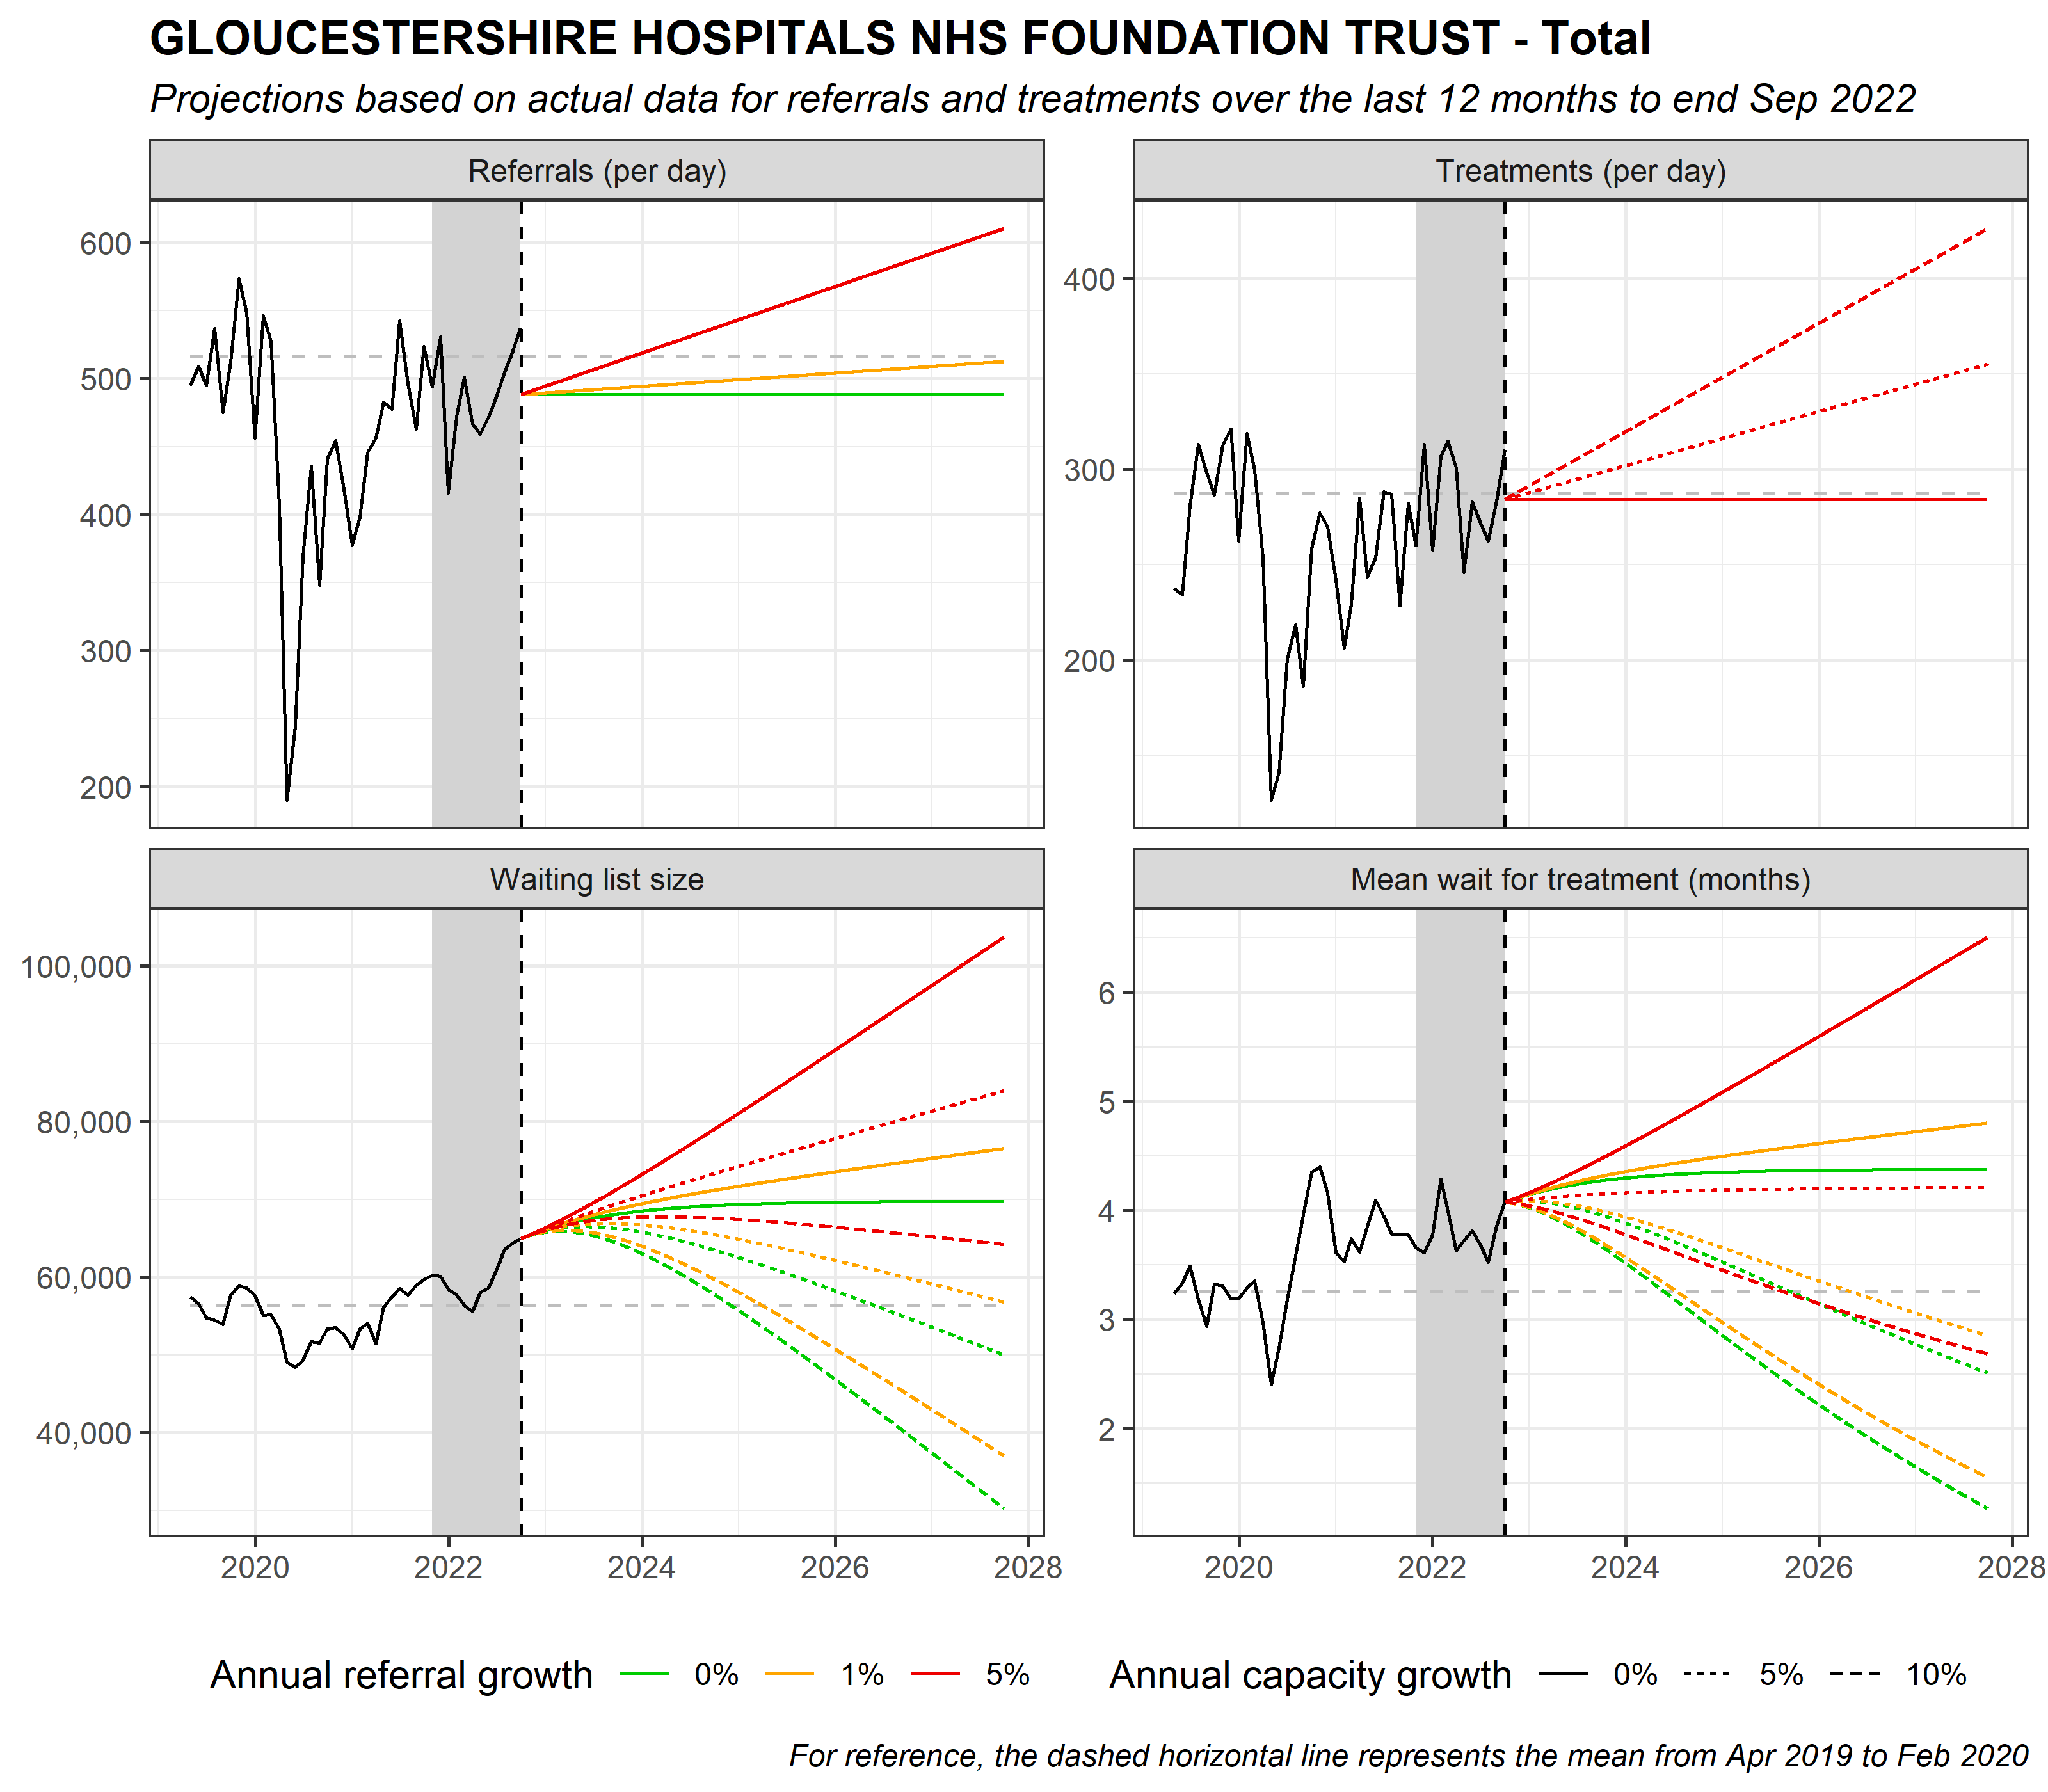 GLOUCESTERSHIRE HOSPITALS NHS FOUNDATION TRUST - Total
Projections based on actual data for referrals and treatments over the last 12 months to end Sep 2022
Referrals (per day)
600
500
400
300
200
Treatments (per day)
400
300
200
Waiting list size
100,000
80,000
60,000
40,000
2020 2022 2024 2026 2028
Mean wait for treatment (months)
6
5
4
3
2
2020 2022 2024 2026 2028
Annual referral growth 0% 1% 5%
Annual capacity growth 0% 5% 10%
For reference, the dashed horizontal line represents the mean from Apr 2019 to Feb 2020